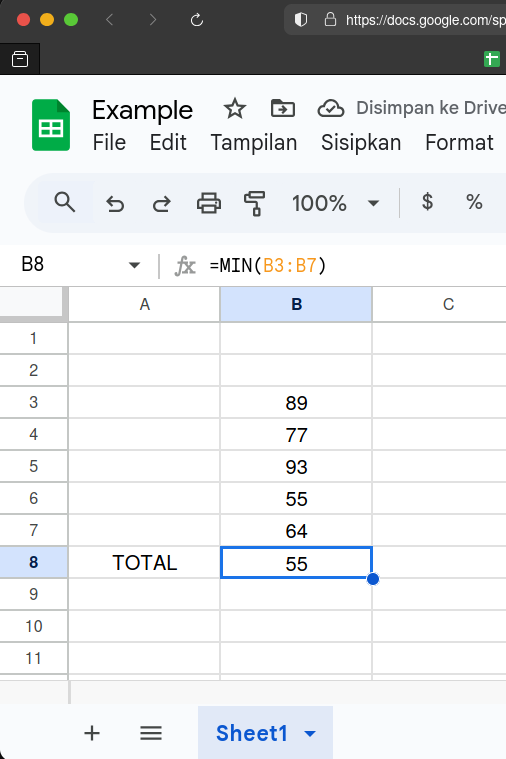 https://docs.google.com/sp
Example
Disimpan ke Drive
File Edit Tampilan Sisipkan Format
100% $ %
B8 fx =MIN(B3:B7)
A B C
1
2
3 89
4 77
5 93
6 55
7 64
8 TOTAL 55
9
10
11
Sheet1